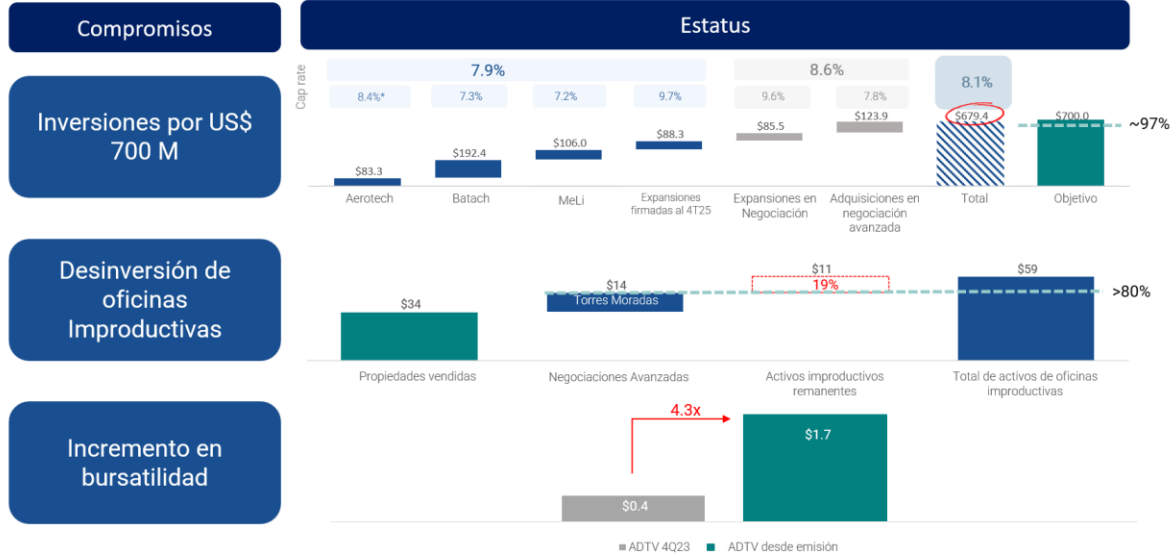 Compromisos
Estatus
Inversiones por US$
700 M
Cap rate
7.9%
8.6%
8.1%
8.4%*
7.3%
7.2%
9.7%
9.6%
7.8%
$83.3
$192.4
$106.0
$88.3
$85.5
$123.9
$679.4
$700.0
~97%
Aerotech
Batach
MeLi
Expansiones
firmadas al 4T25
Expansiones en
Negociación
Adquisiciones en
negociación
avanzada
Total
Objetivo
Desinversión de
oficinas
Improductivas
$34
$14
Torres Moradas
$11
19%
$59
>80%
Propiedades vendidas
Negociaciones Avanzadas
Activos improductivos
remanentes
Total de activos de oficinas
improductivas
Incremento en
bursatilidad
4.3x
$0.4
$1.7
ADTV 4Q23
ADTV desde emisión